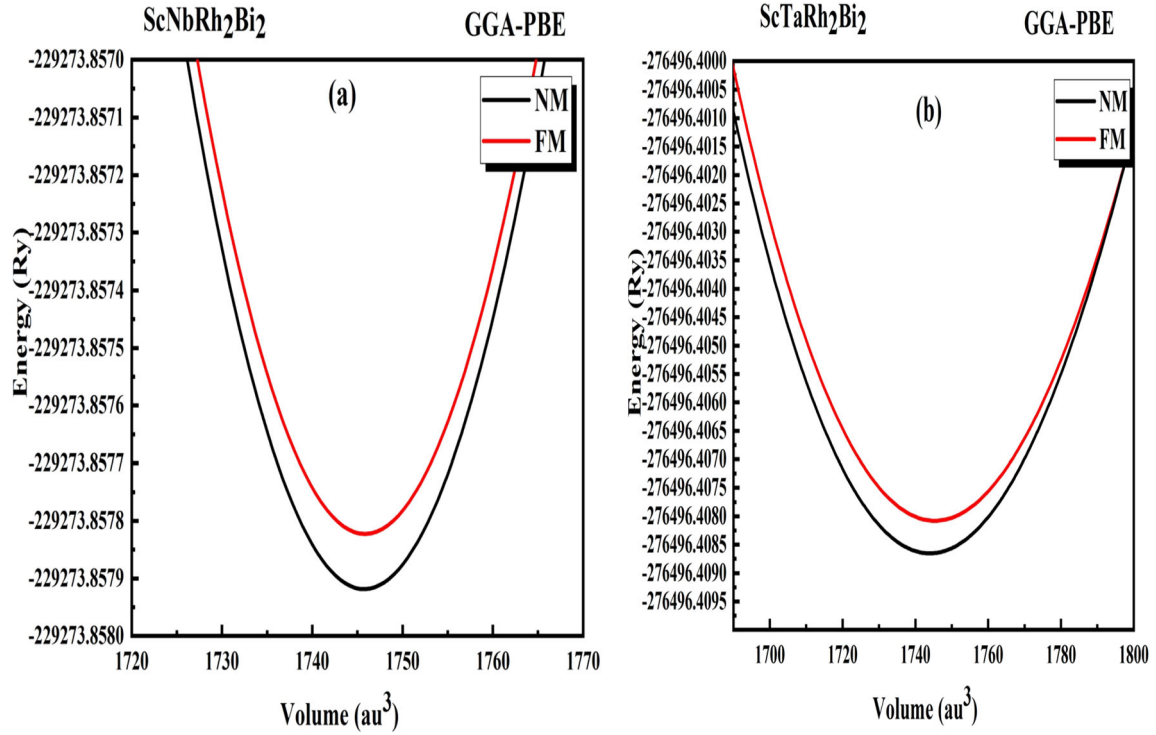 ScNbRh2Bi2 GGA-PBE
-229273.8570
-229273.8571
-229273.8572
-229273.8573
-229273.8574
-229273.8575
-229273.8576
-229273.8577
-229273.8578
-229273.8579
-229273.8580
Energy (Ry)
(a)
NM
FM
1720 1730 1740 1750 1760 1770
Volume (au³)
ScTaRh2Bi2 GGA-PBE
-276496.4000
-276496.4005
-276496.4010
-276496.4015
-276496.4020
-276496.4025
-276496.4030
-276496.4035
-276496.4040
-276496.4045
-276496.4050
-276496.4055
-276496.4060
-276496.4065
-276496.4070
-276496.4075
-276496.4080
-276496.4085
-276496.4090
-276496.4095
Energy (Ry)
(b)
NM
FM
1700 1720 1740 1760 1780 1800
Volume (au³)